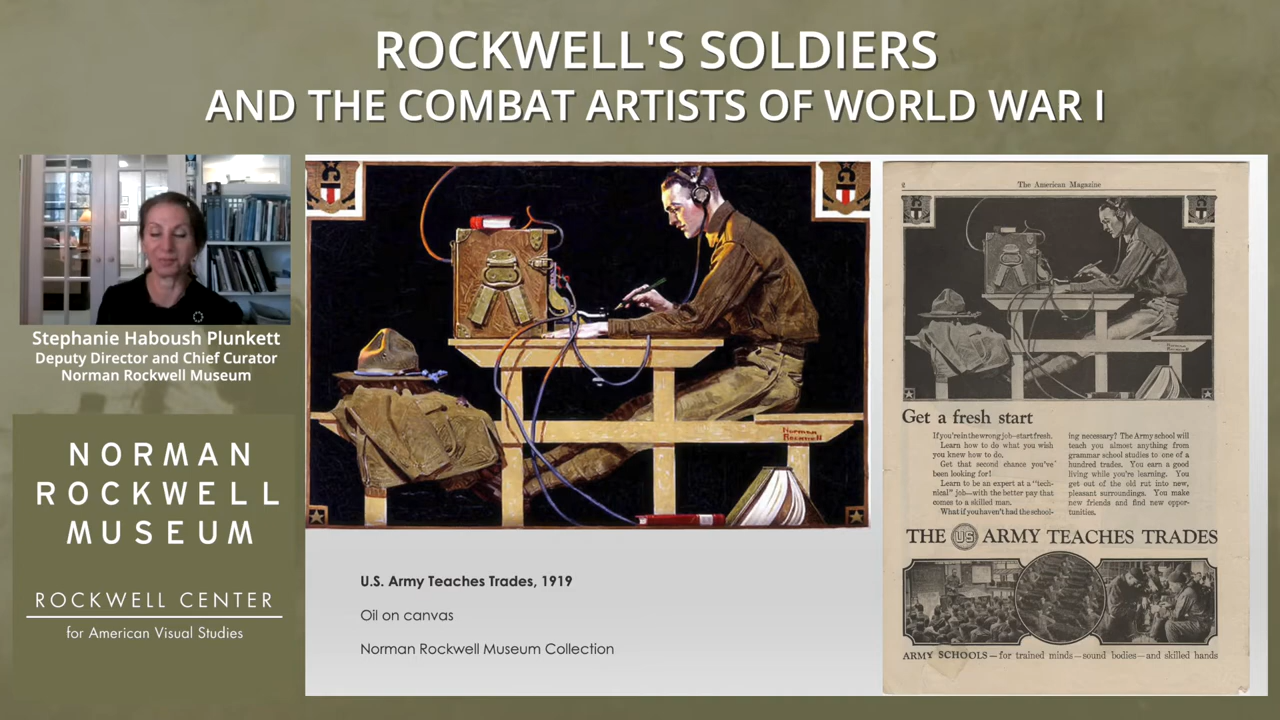 ROCKWELL'S SOLDIERS
AND THE COMBAT ARTISTS OF WORLD WAR I
Stephanie Haboush Plunkett
Deputy Director and Chief Curator
Norman Rockwell Museum
NORMAN
ROCKWELL
MUSEUM
ROCKWELL CENTER
for American Visual Studies
Norman
Rockwell
U.S. Army Teaches Trades, 1919
Oil on canvas
Norman Rockwell Museum Collection
2
The American Magazine
Norman
Rockwell
Get a fresh start
If you're in the wrong job—start fresh.
Learn how to do what you wish
you knew how to do.
Get that second chance you've
been looking for!
Learn to be an expert at a "tech-
nical" job—with the better pay that
comes to a skilled man.
What if you haven't had the school-
ing necessary? The Army school will
teach you almost anything from
grammar school studies to one of a
hundred trades. You earn a good
living while you're learning. You
get out of the old rut into new,
pleasant surroundings. You make
new friends and find new oppor-
tunities.
THE US ARMY TEACHES TRADES
ARMY SCHOOLS—for trained minds—sound bodies—and skilled hands